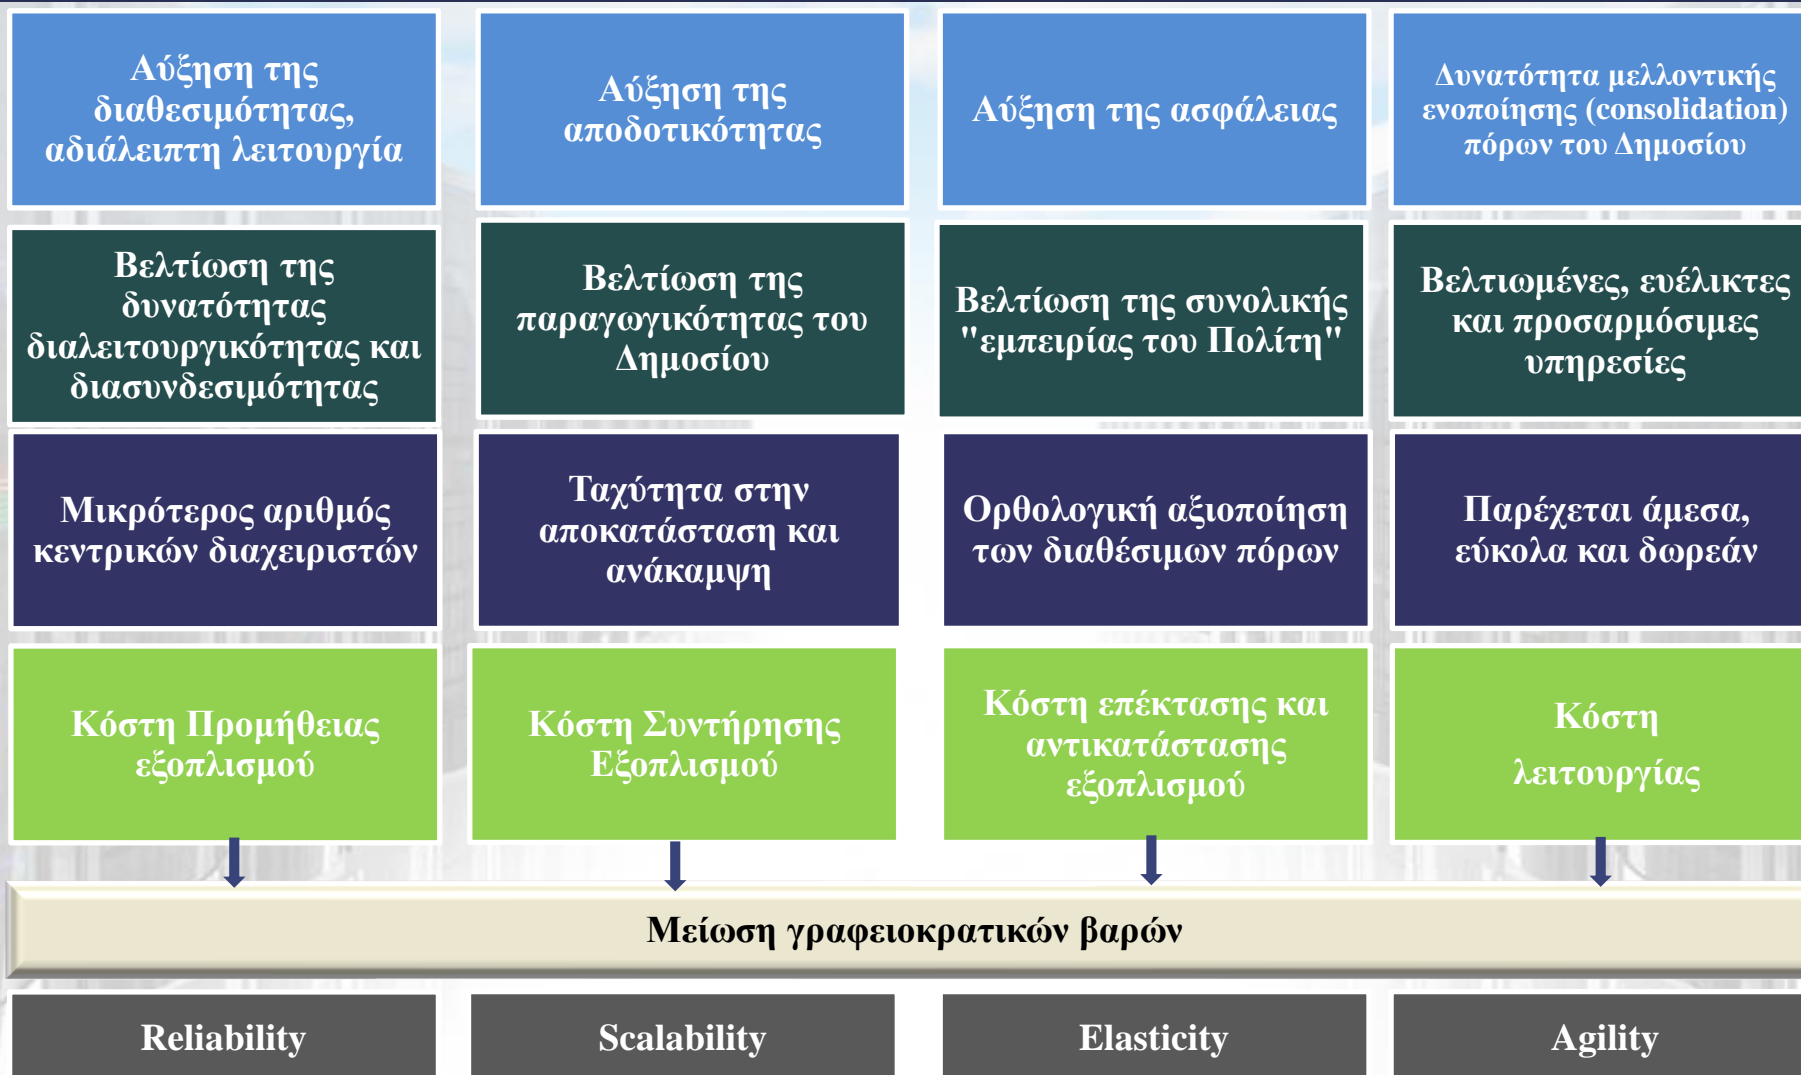 Αύξηση της
διαθεσιμότητας,
αδιάλειπτη λειτουργία
Αύξηση της
αποδοτικότητας
Αύξηση της ασφάλειας
Δυνατότητα μελλοντικής
ενοποίησης (consolidation)
πόρων του Δημοσίου
Βελτίωση της
δυνατότητας
διαλειτουργικότητας και
διασυνδεσιμότητας
Βελτίωση της
παραγωγικότητας του
Δημοσίου
Βελτίωση της συνολικής
"εμπειρίας του Πολίτη"
Βελτιωμένες, ευέλικτες
και προσαρμόσιμες
υπηρεσίες
Μικρότερος αριθμός
κεντρικών διαχειριστών
Ταχύτητα στην
αποκατάσταση και
ανάκαμψη
Ορθολογική αξιοποίηση
των διαθέσιμων πόρων
Παρέχεται άμεσα,
εύκολα και δωρεάν
Κόστη Προμήθειας
εξοπλισμού
Κόστη Συντήρησης
Εξοπλισμού
Κόστη επέκτασης και
αντικατάστασης
εξοπλισμού
Κόστη
λειτουργίας
Μείωση γραφειοκρατικών βαρών
Reliability
Scalability
Elasticity
Agility